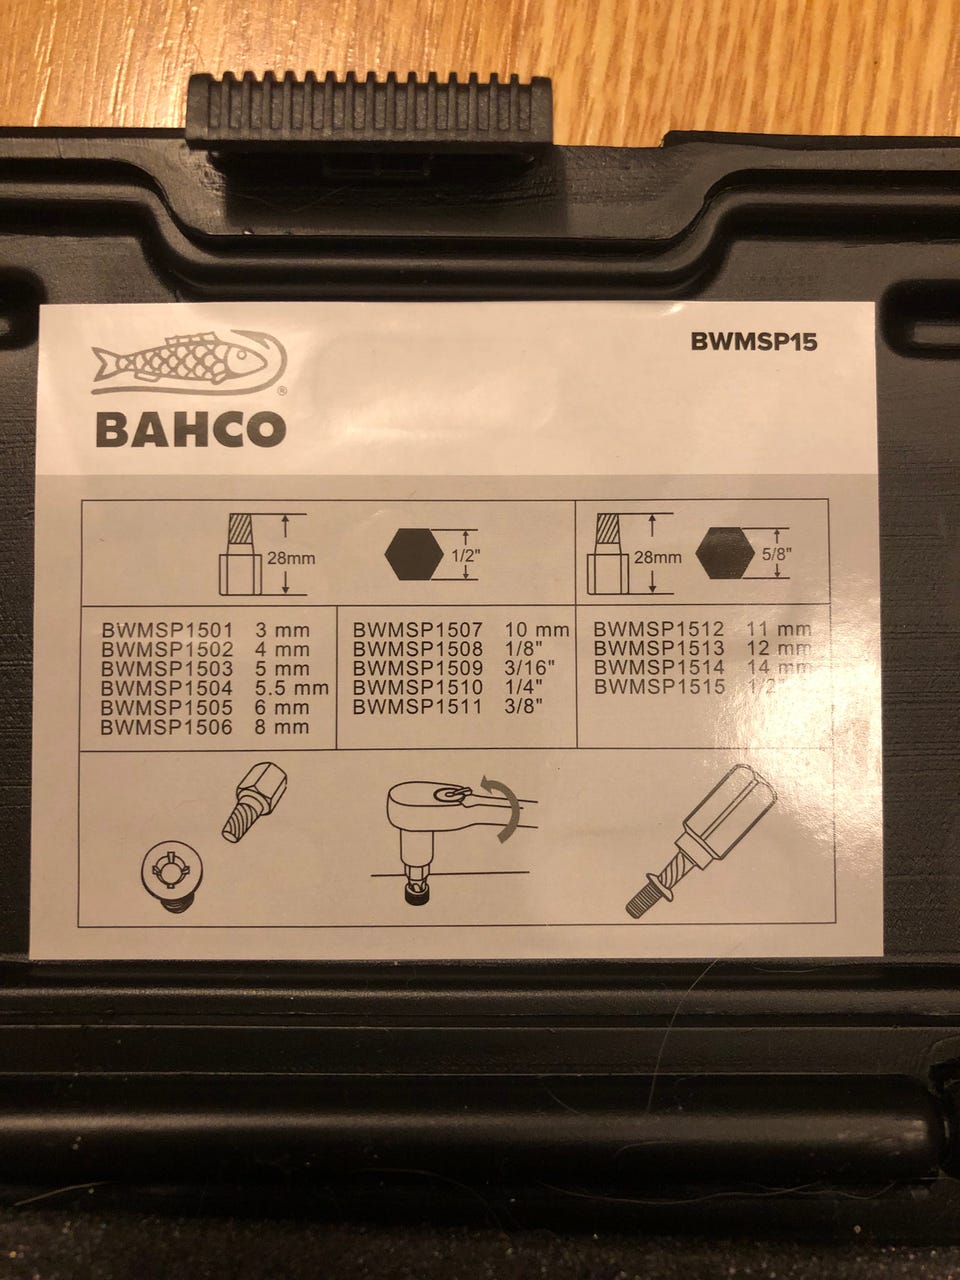 BWMSP15
®
BAHCO
28mm 1/2"
28mm 5/8"
BWMSP1501 3 mm
BWMSP1502 4 mm
BWMSP1503 5 mm
BWMSP1504 5.5 mm
BWMSP1505 6 mm
BWMSP1506 8 mm
BWMSP1507 10 mm
BWMSP1508 1/8"
BWMSP1509 3/16"
BWMSP1510 1/4"
BWMSP1511 3/8"
BWMSP1512 11 mm
BWMSP1513 12 mm
BWMSP1514 14 mm
BWMSP1515 1/2"